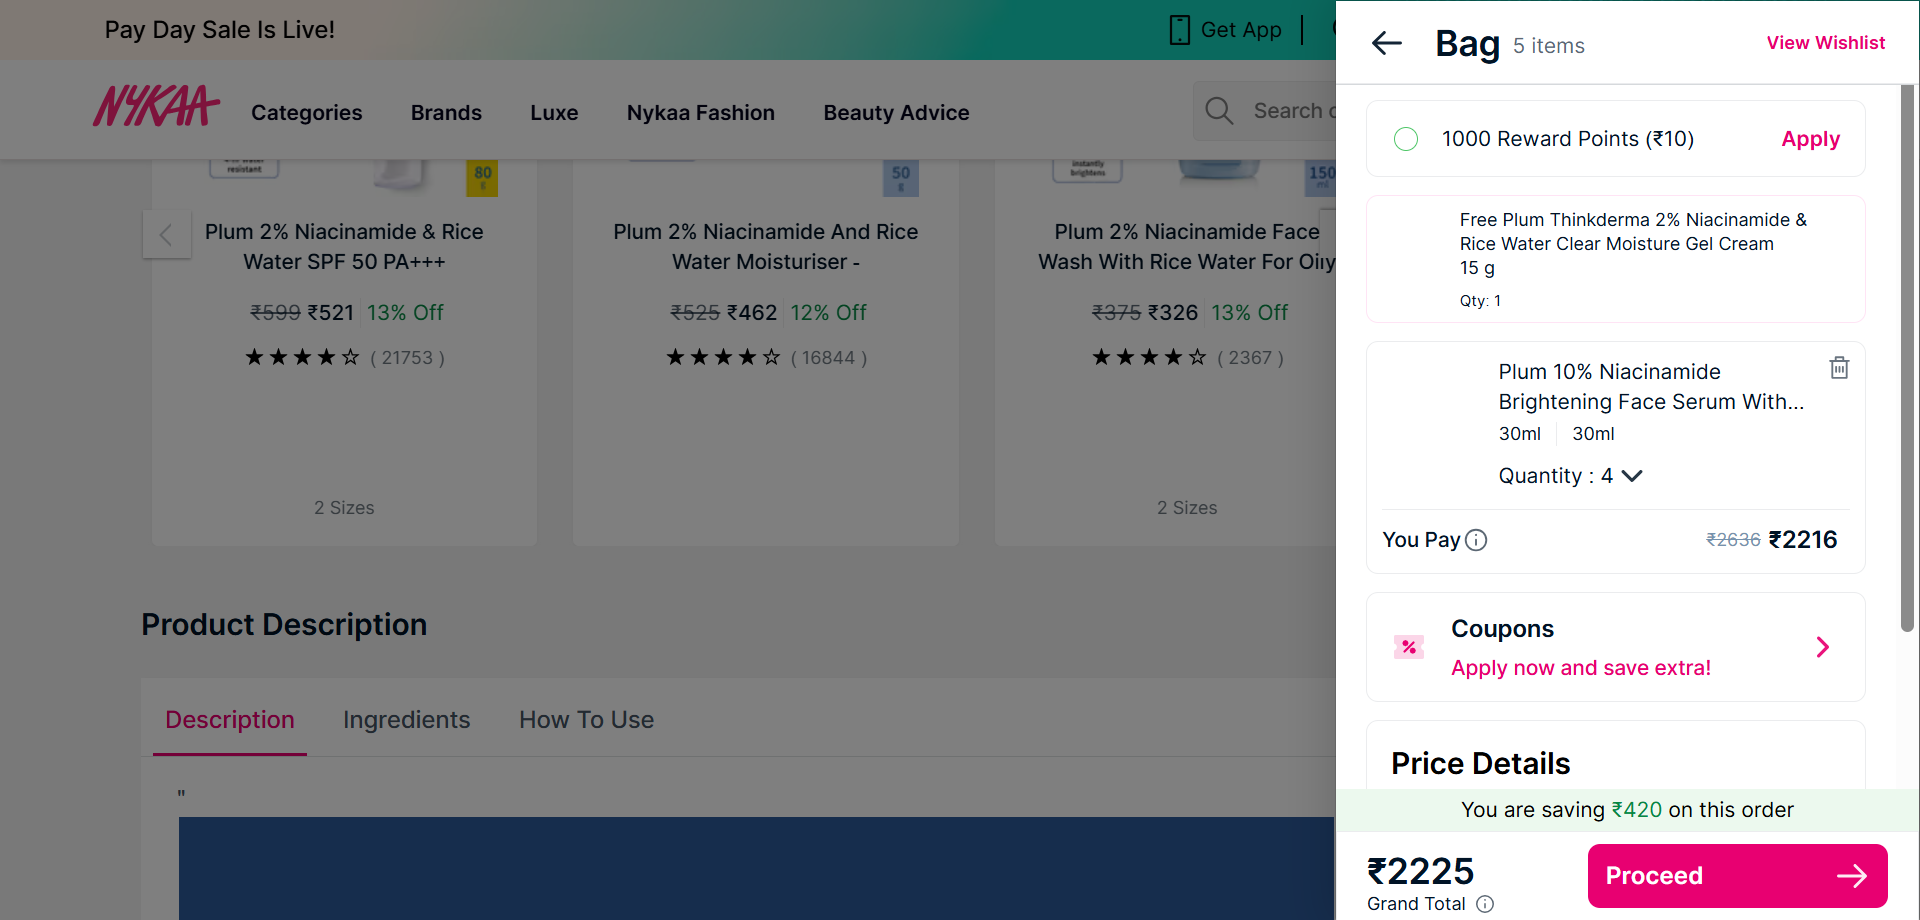 Pay Day Sale Is Live!
Get App
NYKAA
Categories
Brands
Luxe
Nykaa Fashion
Beauty Advice
Search
resistant
80
g
50
g
instantly
brightens
150
ml
Plum 2% Niacinamide & Rice
Water SPF 50 PA+++
₹599 ₹521 13% Off
( 21753 )
2 Sizes
Plum 2% Niacinamide And Rice
Water Moisturiser -
₹525 ₹462 12% Off
( 16844 )
Plum 2% Niacinamide Face
Wash With Rice Water For Oily
₹375 ₹326 13% Off
( 2367 )
2 Sizes
Product Description
Description
Ingredients
How To Use
"
Bag 5 items
View Wishlist
1000 Reward Points (₹10)
Apply
Free Plum Thinkderma 2% Niacinamide &
Rice Water Clear Moisture Gel Cream
15 g
Qty: 1
Plum 10% Niacinamide
Brightening Face Serum With...
30ml 30ml
Quantity : 4
You Pay
₹2636 ₹2216
Coupons
Apply now and save extra!
Price Details
You are saving ₹420 on this order
₹2225
Grand Total
Proceed